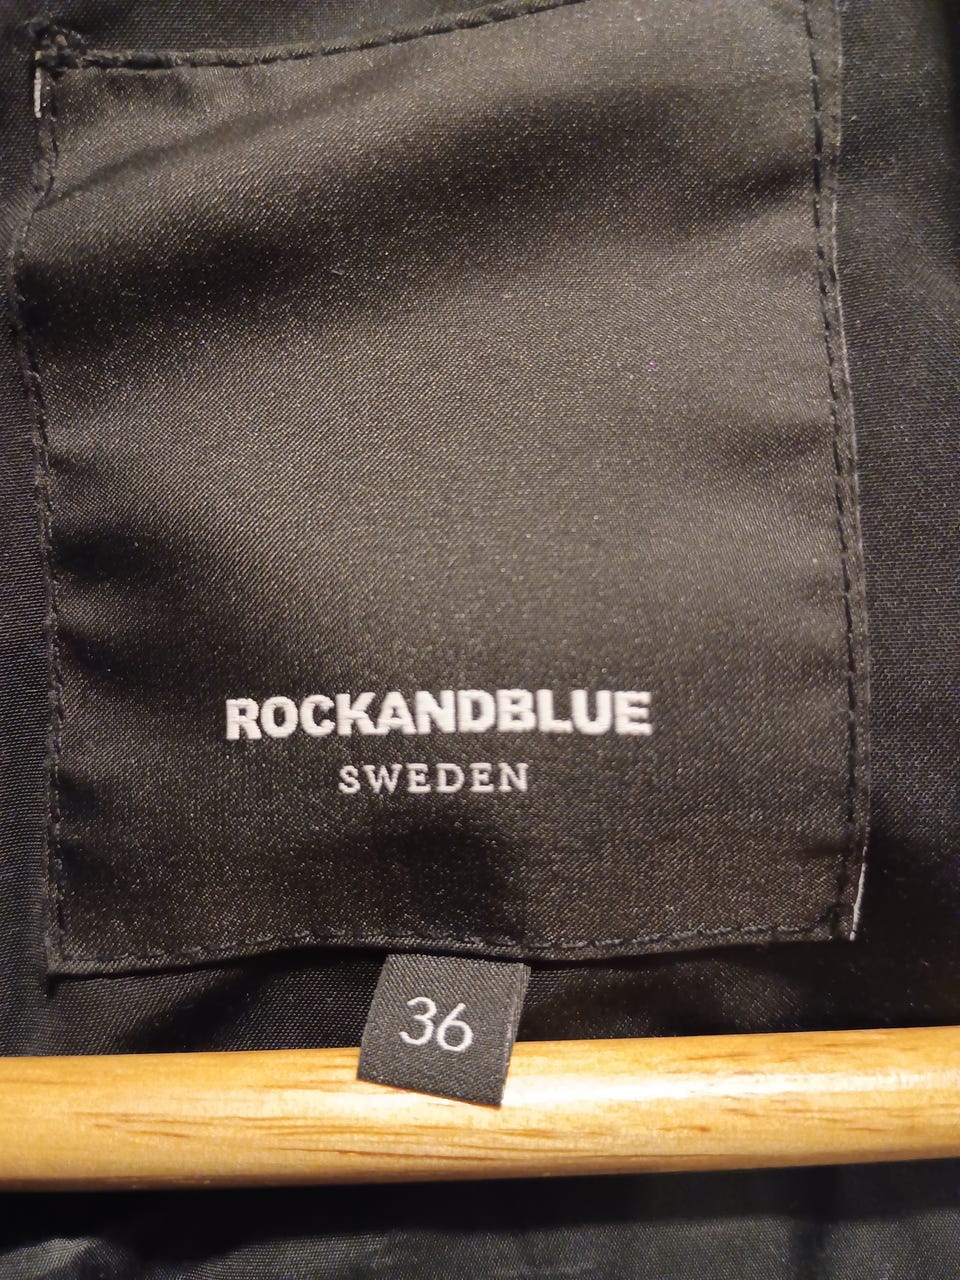 ROCKANDBLUE
SWEDEN
36